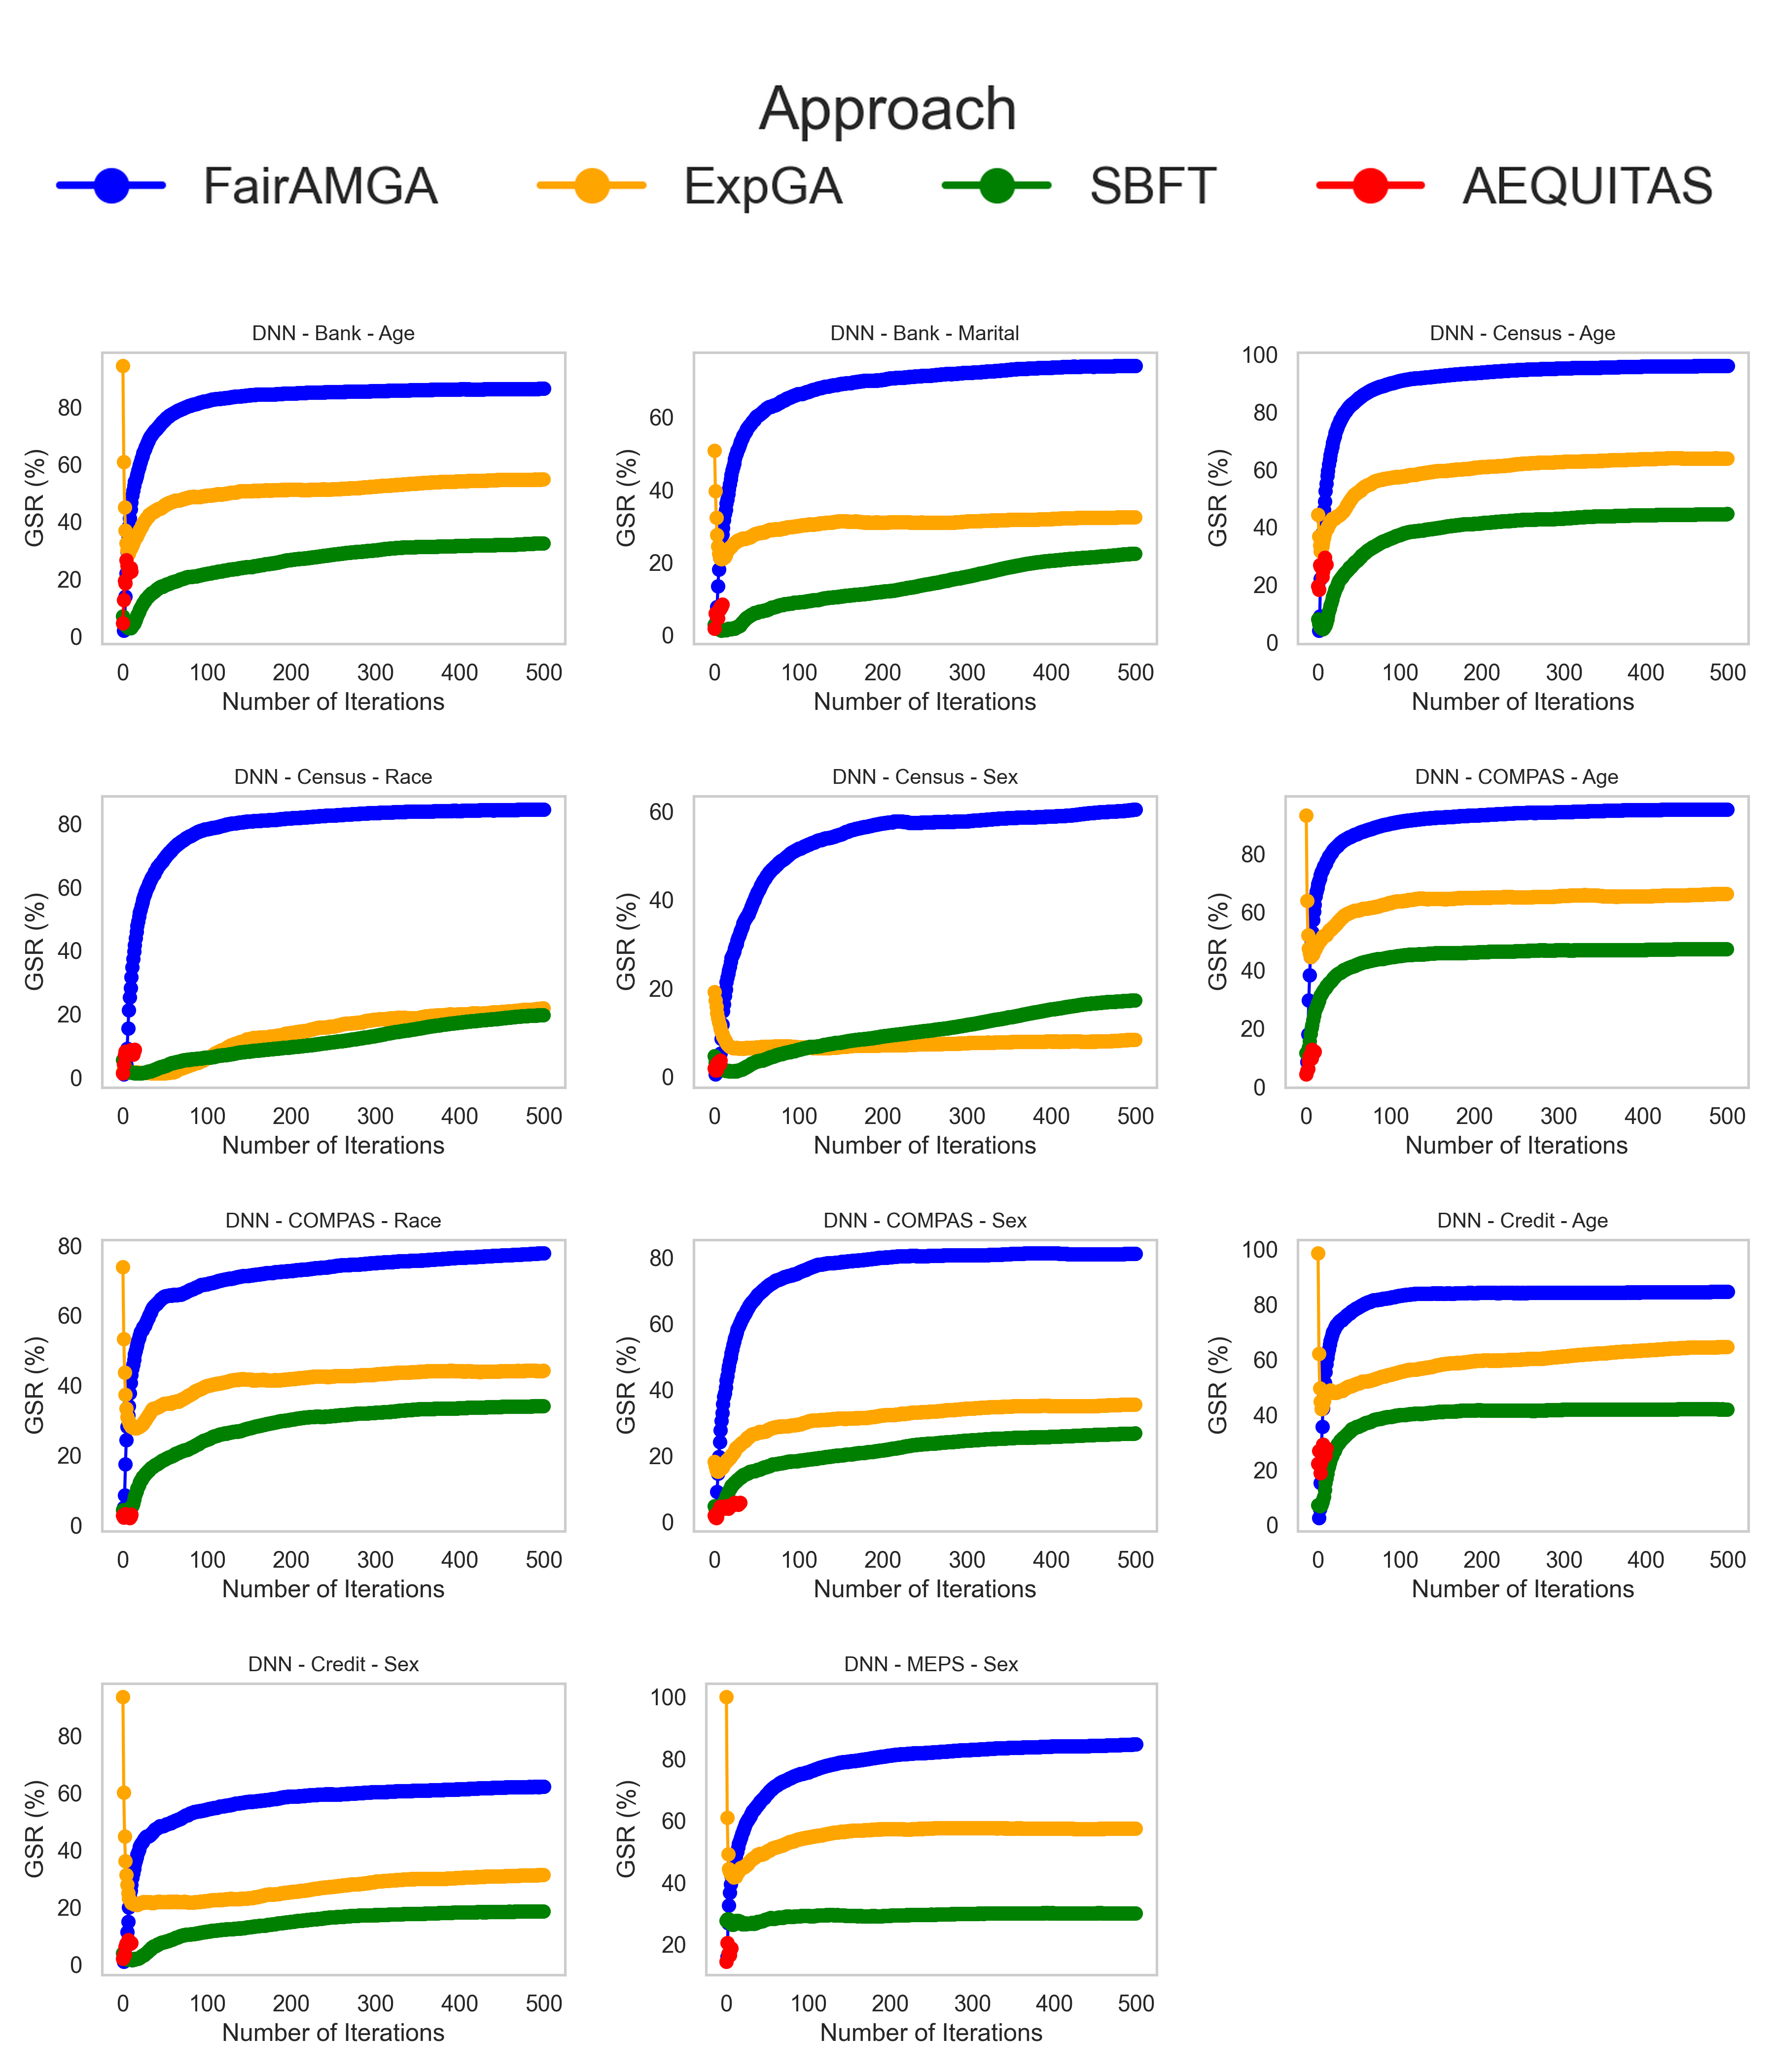 Approach
FairAMGA ExpGA SBFT AEQUITAS
DNN - Bank - Age
GSR (%)
80
60
40
20
0
0 100 200 300 400 500
Number of Iterations
DNN - Bank - Marital
GSR (%)
60
40
20
0
0 100 200 300 400 500
Number of Iterations
DNN - Census - Age
GSR (%)
100
80
60
40
20
0
0 100 200 300 400 500
Number of Iterations
DNN - Census - Race
GSR (%)
80
60
40
20
0
0 100 200 300 400 500
Number of Iterations
DNN - Census - Sex
GSR (%)
60
40
20
0
0 100 200 300 400 500
Number of Iterations
DNN - COMPAS - Age
GSR (%)
80
60
40
20
0
0 100 200 300 400 500
Number of Iterations
DNN - COMPAS - Race
GSR (%)
80
60
40
20
0
0 100 200 300 400 500
Number of Iterations
DNN - COMPAS - Sex
GSR (%)
80
60
40
20
0
0 100 200 300 400 500
Number of Iterations
DNN - Credit - Age
GSR (%)
100
80
60
40
20
0
0 100 200 300 400 500
Number of Iterations
DNN - Credit - Sex
GSR (%)
80
60
40
20
0
0 100 200 300 400 500
Number of Iterations
DNN - MEPS - Sex
GSR (%)
100
80
60
40
20
0 100 200 300 400 500
Number of Iterations